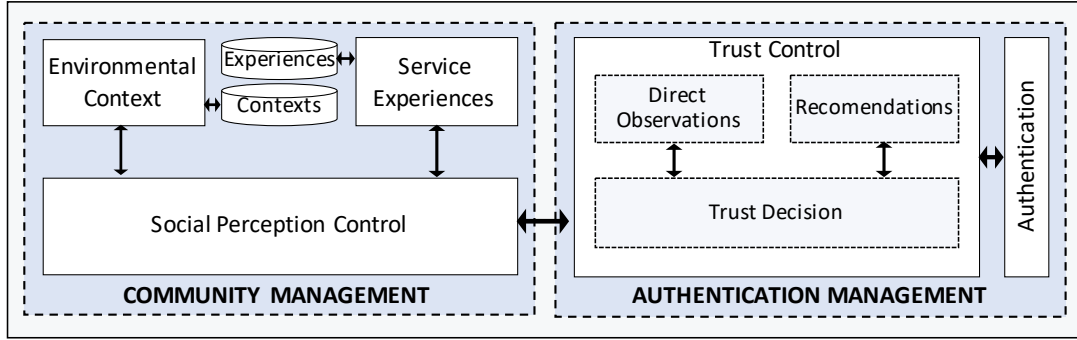 Environmental
Context
Experiences
Contexts
Service
Experiences
Social Perception Control
COMMUNITY MANAGEMENT
Trust Control
Direct
Observations
Recomendations
Trust Decision
Authentication
AUTHENTICATION MANAGEMENT